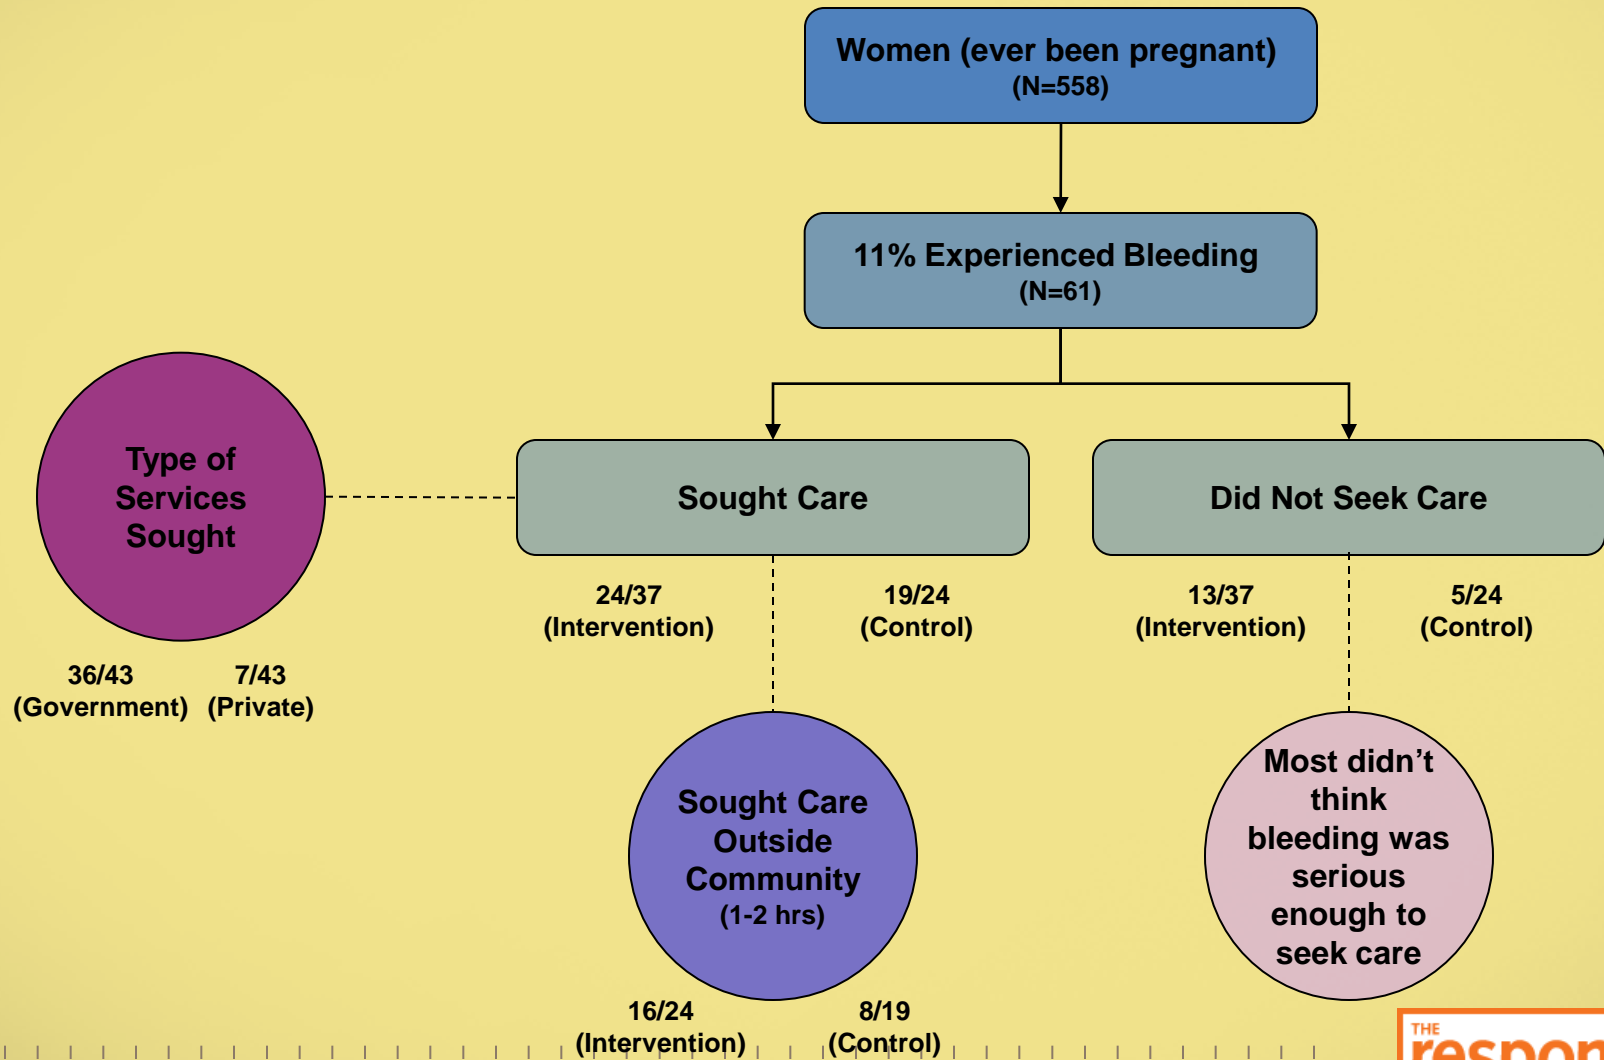 Women (ever been pregnant)
(N=558)
11% Experienced Bleeding
(N=61)
Type of
Services
Sought
36/43
(Government)
7/43
(Private)
Sought Care
24/37
(Intervention)
19/24
(Control)
Did Not Seek Care
13/37
(Intervention)
5/24
(Control)
Sought Care
Outside
Community
(1-2 hrs)
16/24
(Intervention)
8/19
(Control)
Most didn’t
think
bleeding was
serious
enough to
seek care
THE